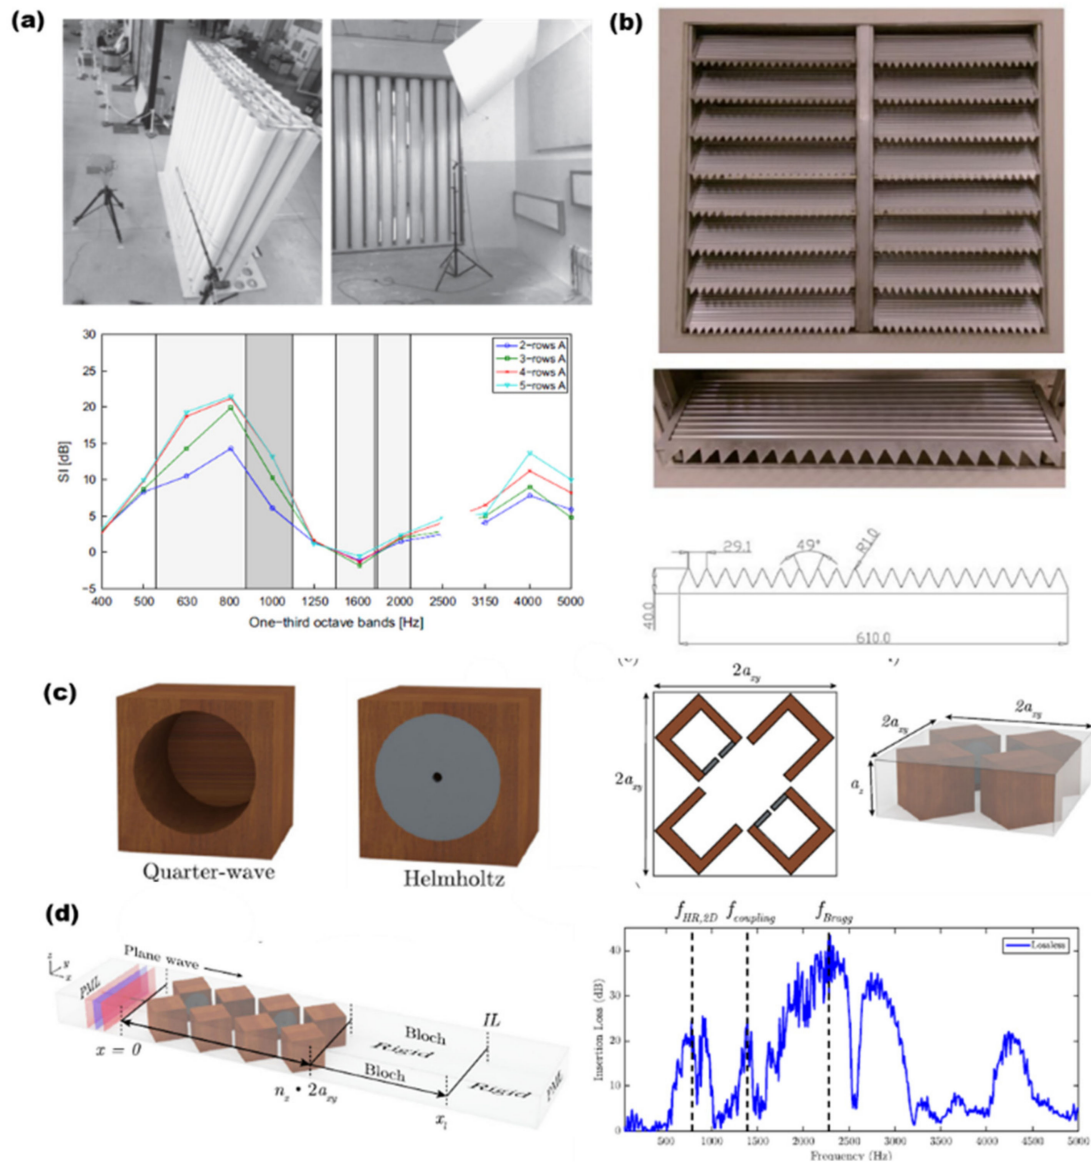 (a)
(b)
30
25
20
15
10
5
0
−5
SI [dB]
2−rows A
3−rows A
4−rows A
5−rows A
400 500 630 800 1000 1250 1600 2000 2500 3150 4000 5000
One−third octave bands [Hz]
29.1
49°
R1.0
40.0
610.0
(c)
Quarter-wave
Helmholtz
2a_xy
2a_xy
2a_xy
2a_xy
a_z
(d)
z
y
x
PML
Plane wave
x = 0
n_x • 2a_xy
Bloch
Rigid
Bloch
IL
Rigid
x_l
f_HR,2D
f_coupling
f_Bragg
Lossless
40
30
20
10
0
Insertion Loss (dB)
500 1000 1500 2000 2500 3000 3500 4000 4500 5000
Frequency (Hz)